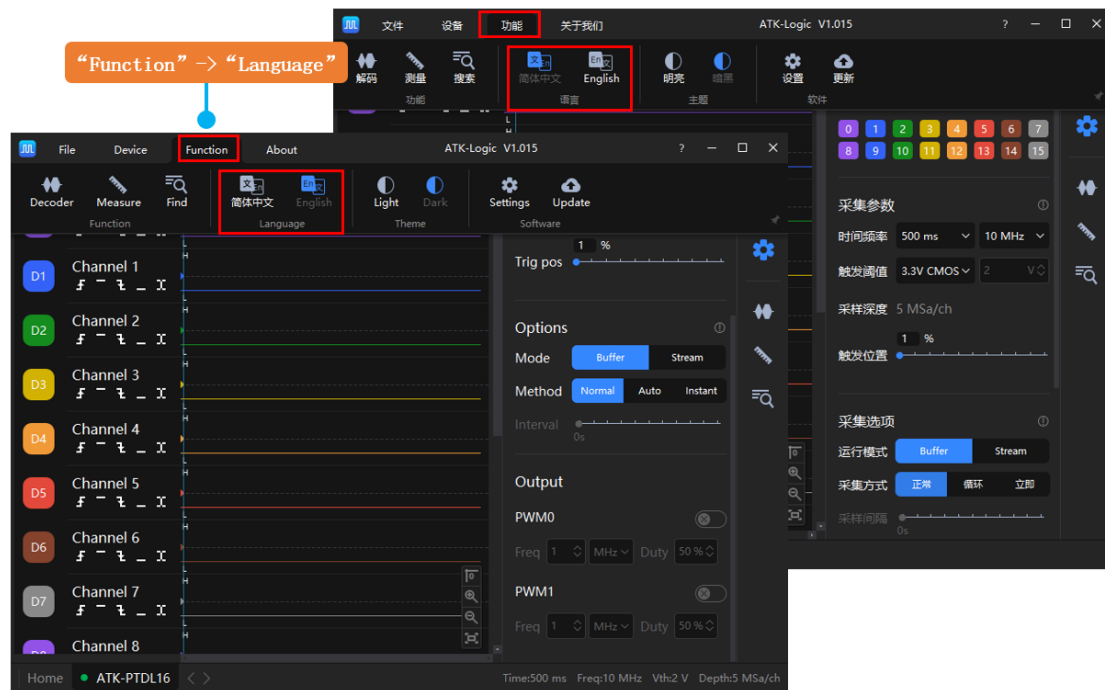 文件 设备 功能 关于我们 ATK-Logic V1.015
解码 测量 搜索 简体中文 English 明亮 暗黑 设置 更新
功能 语言 主题 软件
“Function”->“Language”
0 1 2 3 4 5 6 7
8 9 10 11 12 13 14 15
采集参数
时间频率 500 ms 10 MHz
触发阈值 3.3V CMOS 2 V
采样深度 5 MSa/ch
1 %
触发位置
采集选项
运行模式 Buffer Stream
采集方式 正常 循环 立即
采样间隔
0s
File Device Function About ATK-Logic V1.015
Decoder Measure Find 简体中文 English Light Dark Settings Update
Function Language Theme Software
D1 Channel 1
D2 Channel 2
D3 Channel 3
D4 Channel 4
D5 Channel 5
D6 Channel 6
D7 Channel 7
Channel 8
1 %
Trig pos
Options
Mode Buffer Stream
Method Normal Auto Instant
Interval
0s
Output
PWM0
Freq 1 MHz Duty 50 %
PWM1
Freq 1 MHz Duty 50 %
Home ATK-PTDL16 Time:500 ms Freq:10 MHz Vth:2 V Depth:5 MSa/ch